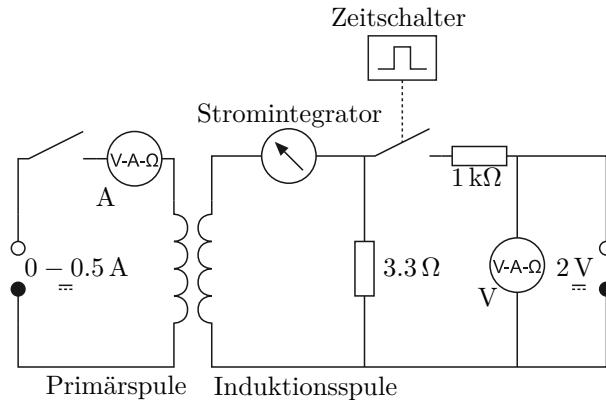 Zeitschalter
Stromintegrator
V-A-Ω
A
1 kΩ
0 – 0.5 A
3.3 Ω
V-A-Ω
V
2 V
Primärspule
Induktionsspule